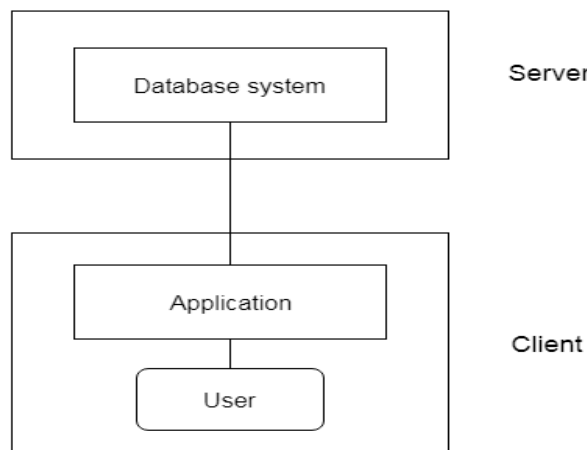 Database system
Server
Application
Client
User